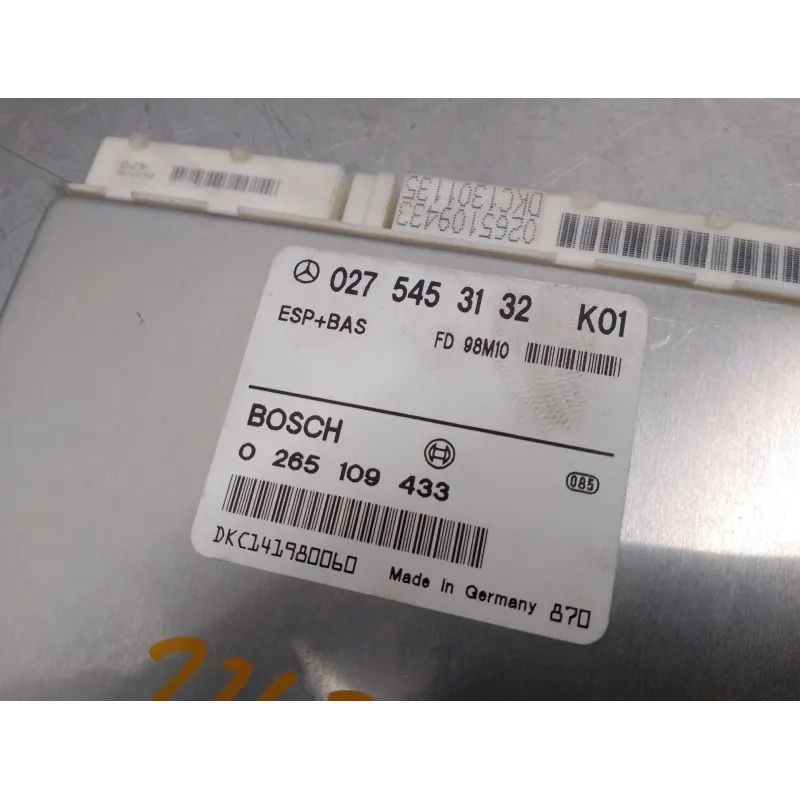 0265109433
DKC1301135
027 545 31 32 K01
ESP+BAS FD 98M10
BOSCH
0 265 109 433
085
DKC141980060 Made in Germany 870